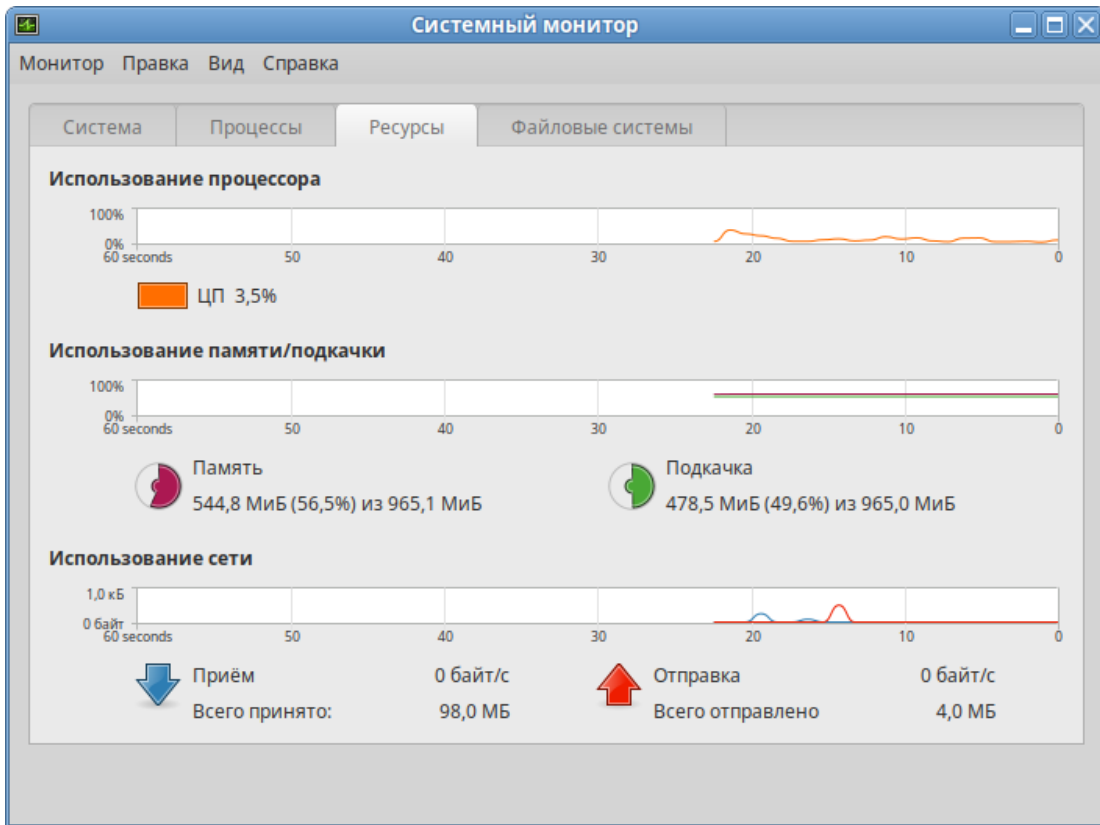 Системный монитор
Монитор Правка Вид Справка
Система Процессы Ресурсы Файловые системы
Использование процессора
100%
0%
60 seconds 50 40 30 20 10 0
ЦП 3,5%
Использование памяти/подкачки
100%
0%
60 seconds 50 40 30 20 10 0
Память Подкачка
544,8 МиБ (56,5%) из 965,1 МиБ 478,5 МиБ (49,6%) из 965,0 МиБ
Использование сети
1,0 кБ
0 байт
60 seconds 50 40 30 20 10 0
Приём 0 байт/с Отправка 0 байт/с
Всего принято: 98,0 МБ Всего отправлено 4,0 МБ